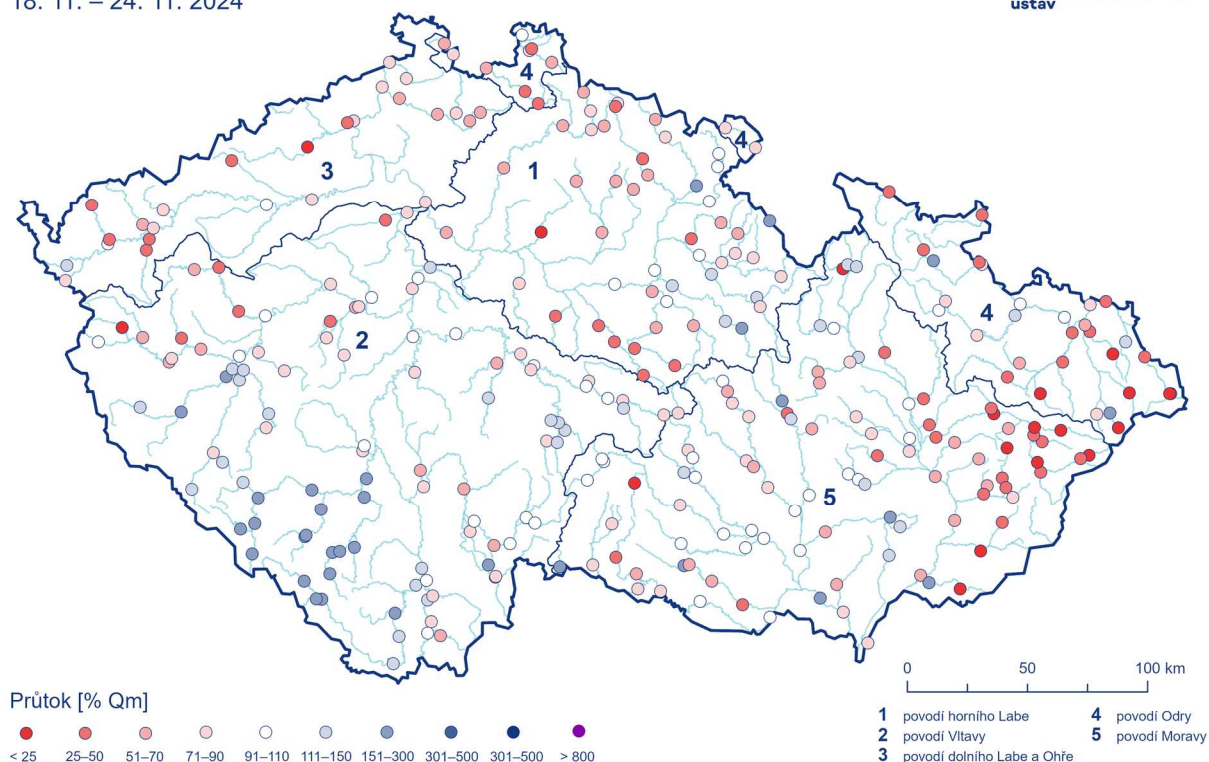 18. 11. – 24. 11. 2024
ústav
4
4
3
1
4
2
5
0 50 100 km
Průtok [% Qm]
< 25 25–50 51–70 71–90 91–110 111–150 151–300 301–500 301–500 > 800
1 povodí horního Labe
2 povodí Vltavy
3 povodí dolního Labe a Ohře
4 povodí Odry
5 povodí Moravy